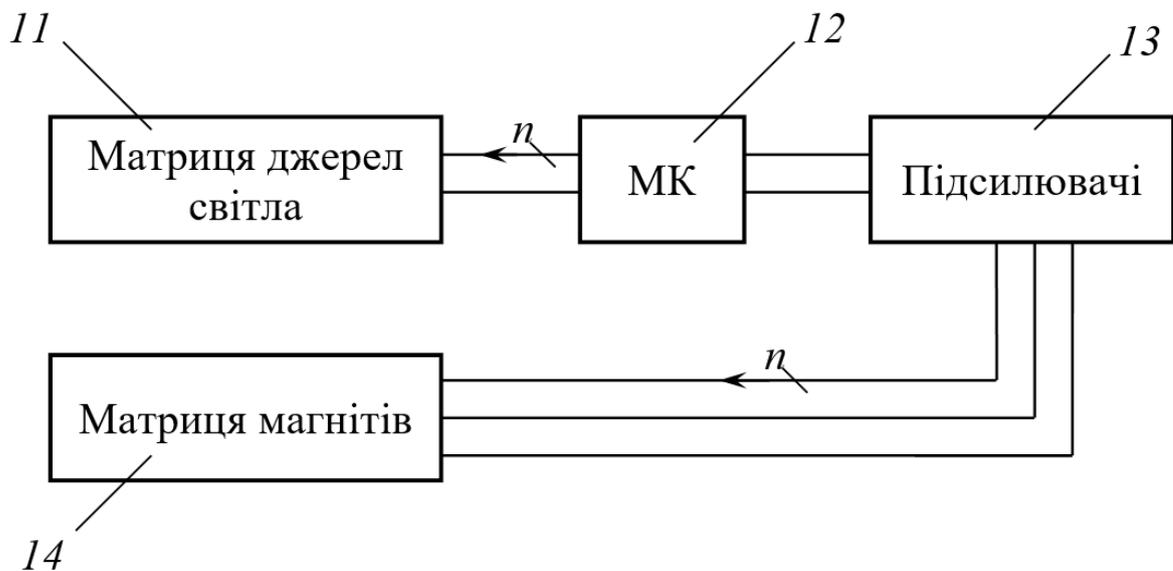 11
12
13
Матриця джерел
світла
n
МК
Підсилювачі
n
Матриця магнітів
14